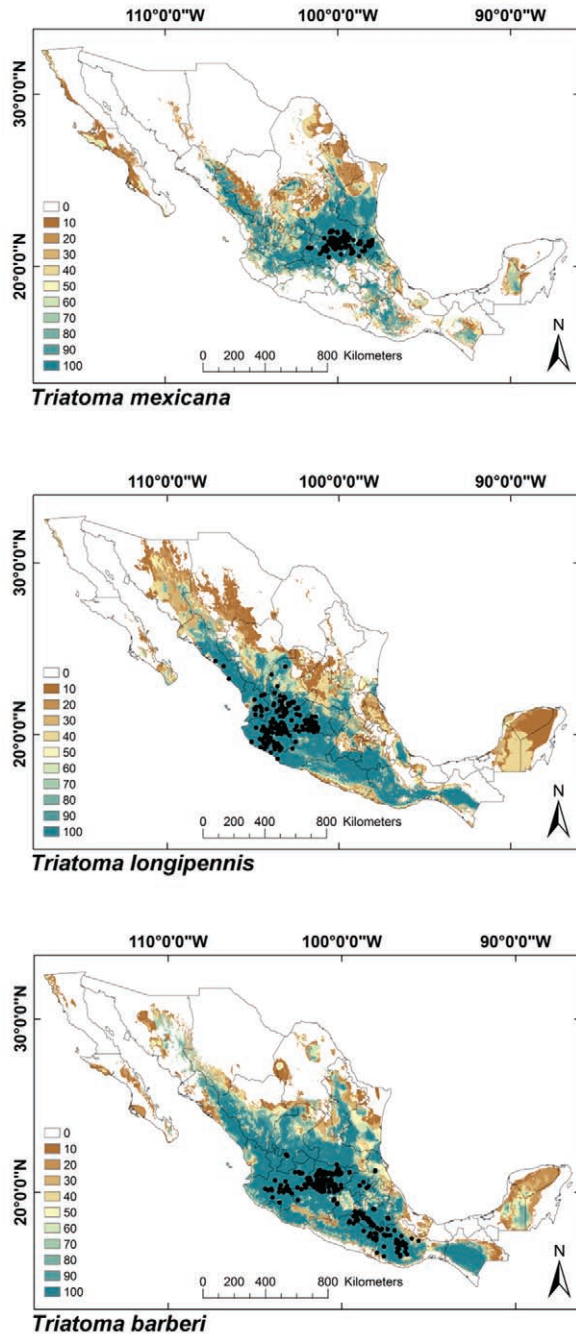 110°0'0"W 100°0'0"W 90°0'0"W
30°0'0"N
20°0'0"N
0
10
20
30
40
50
60
70
80
90
100
N
0 200 400 800 Kilometers
Triatoma mexicana
110°0'0"W 100°0'0"W 90°0'0"W
30°0'0"N
20°0'0"N
0
10
20
30
40
50
60
70
80
90
100
N
0 200 400 800 Kilometers
Triatoma longipennis
110°0'0"W 100°0'0"W 90°0'0"W
30°0'0"N
20°0'0"N
0
10
20
30
40
50
60
70
80
90
100
N
0 200 400 800 Kilometers
Triatoma barberi